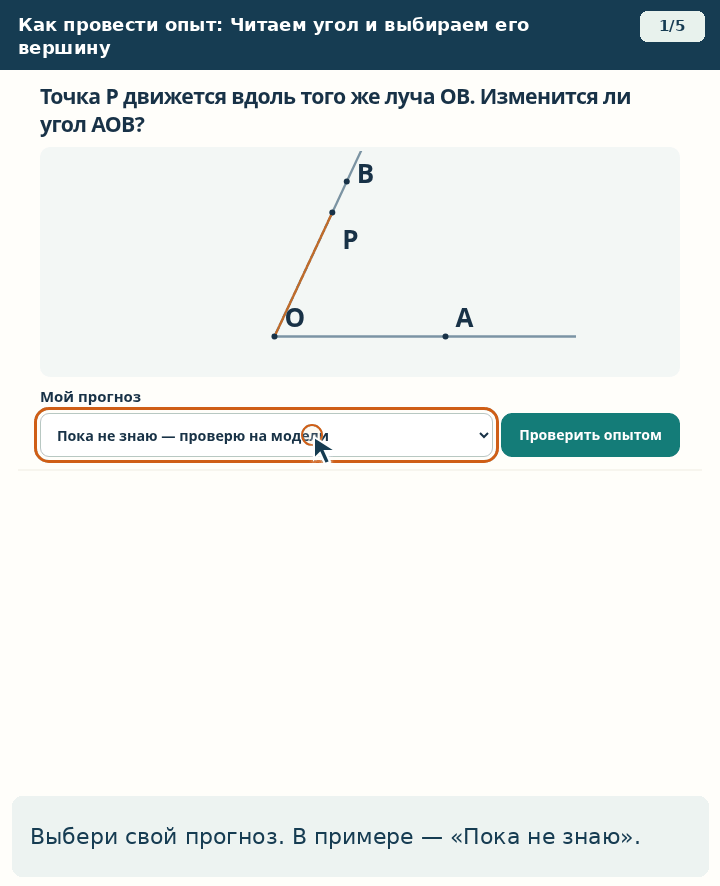 Как провести опыт: Читаем угол и выбираем его
вершину
1/5
Точка P движется вдоль того же луча OB. Изменится ли
угол AOB?
B
P
O
A
Мой прогноз
Пока не знаю — проверю на модели
Проверить опытом
Выбери свой прогноз. В примере — «Пока не знаю».